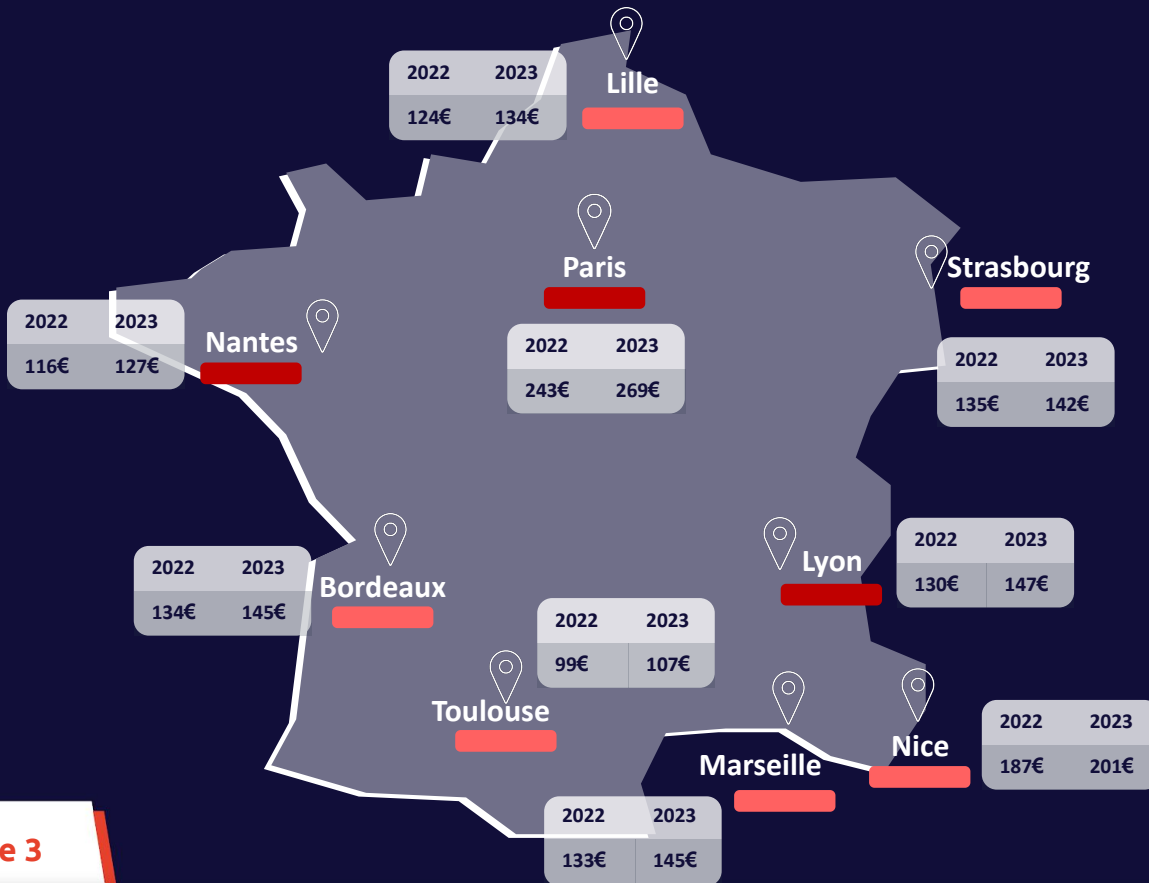 Lille
2022 2023
124€ 134€
Paris
2022 2023
243€ 269€
Strasbourg
2022 2023
135€ 142€
Nantes
2022 2023
116€ 127€
Lyon
2022 2023
130€ 147€
Bordeaux
2022 2023
134€ 145€
Toulouse
2022 2023
99€ 107€
Marseille
2022 2023
133€ 145€
Nice
2022 2023
187€ 201€
e 3